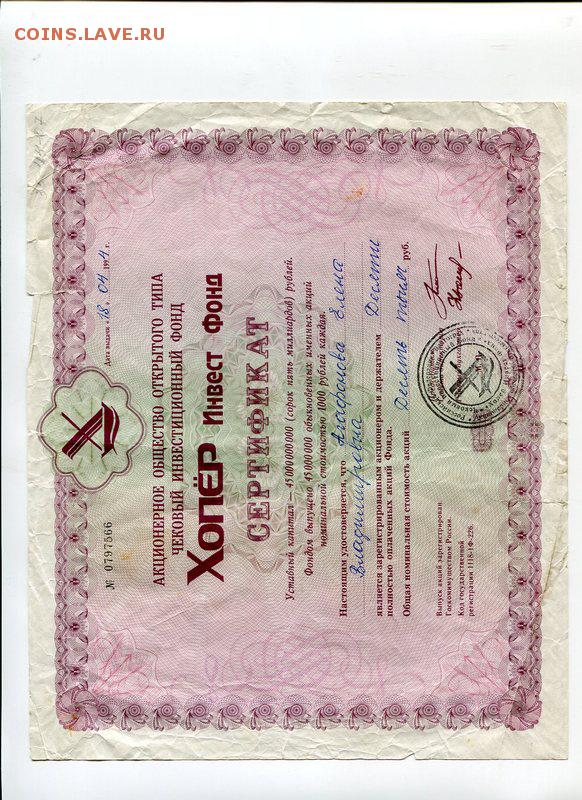 COINS.LAVE.RU
№ 0797566
Дата выдачи «18» 04 1994 г.
АКЦИОНЕРНОЕ ОБЩЕСТВО ОТКРЫТОГО ТИПА
ЧЕКОВЫЙ ИНВЕСТИЦИОННЫЙ ФОНД
ХОПЁР Инвест Фонд
СЕРТИФИКАТ
Уставный капитал — 45 000 000 000 (сорок пять миллиардов) рублей.
Фондом выпущено 45 000 000 обыкновенных именных акций
номинальной стоимостью 1000 рублей каждая.
Настоящим удостоверяется, что Агафонова Елена
Владимировна
является зарегистрированным акционером и держателем Десяти
полностью оплаченных акций Фонда.
Общая номинальная стоимость акций Десять тысяч руб.
Выпуск акций зарегистрирован
Госкомимуществом России.
Код государственной
регистрации 1116-1Ф-226.